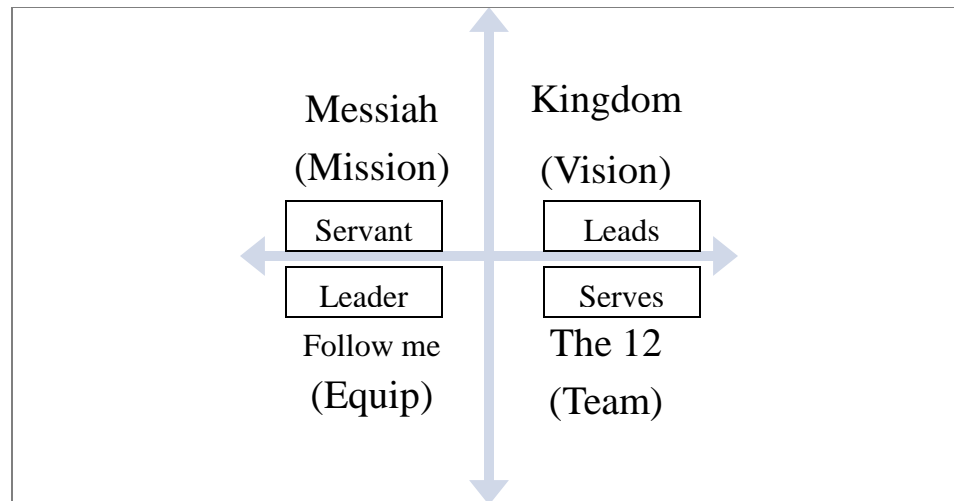 Messiah
(Mission)
Servant
Kingdom
(Vision)
Leads
Leader
Follow me
(Equip)
Serves
The 12
(Team)